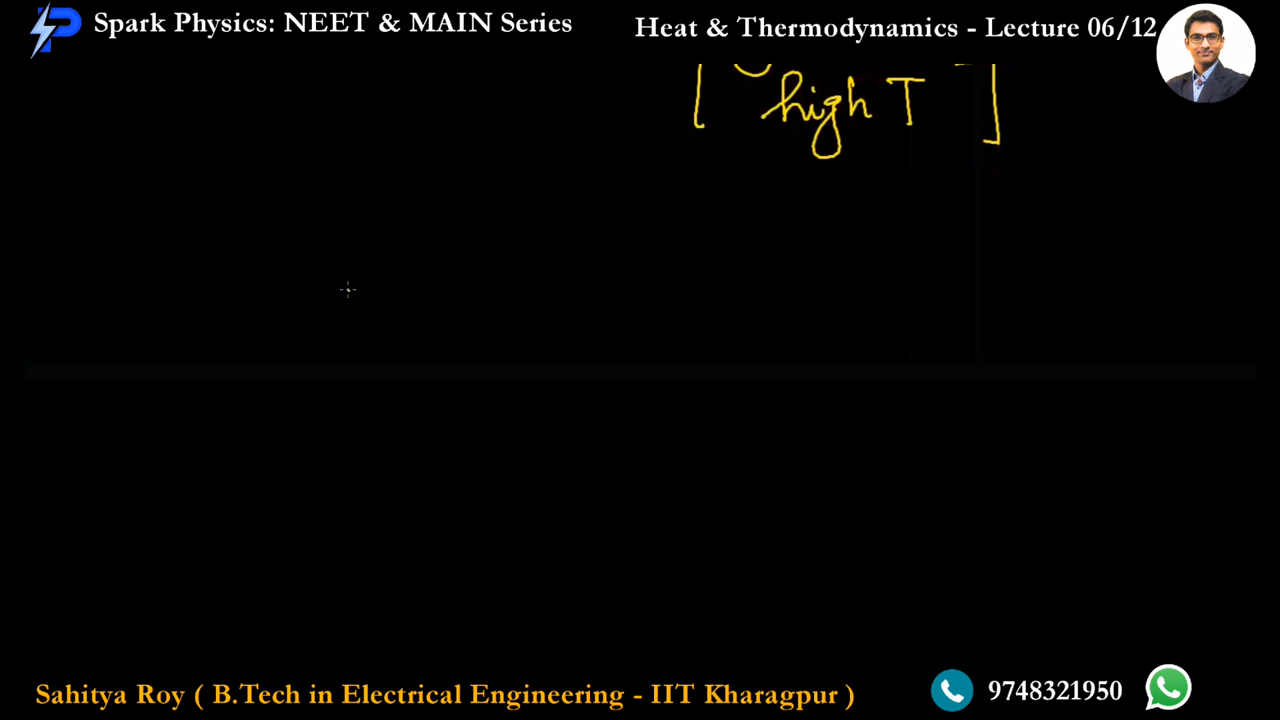 Spark Physics: NEET & MAIN Series
Heat & Thermodynamics - Lecture 06/12
high T
Sahitya Roy ( B.Tech in Electrical Engineering - IIT Kharagpur )
9748321950